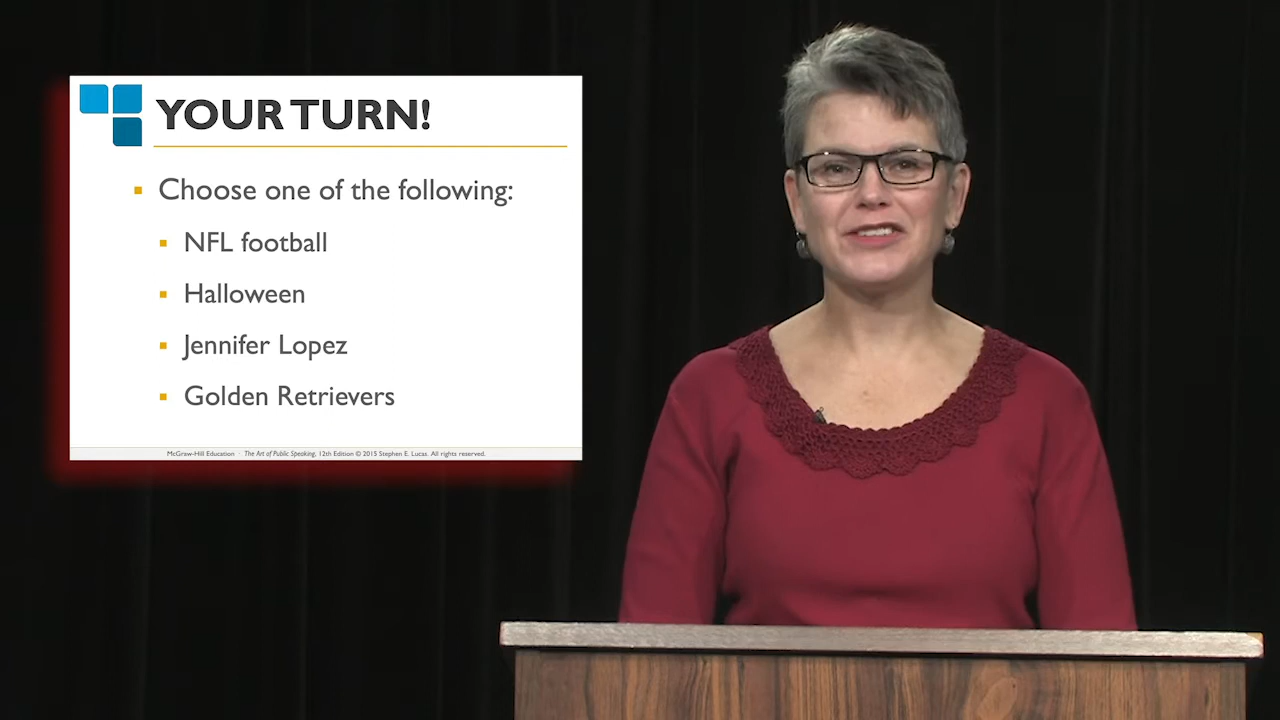 YOUR TURN!
Choose one of the following:
NFL football
Halloween
Jennifer Lopez
Golden Retrievers
McGraw-Hill Education · The Art of Public Speaking, 12th Edition © 2015 Stephen E. Lucas. All rights reserved.